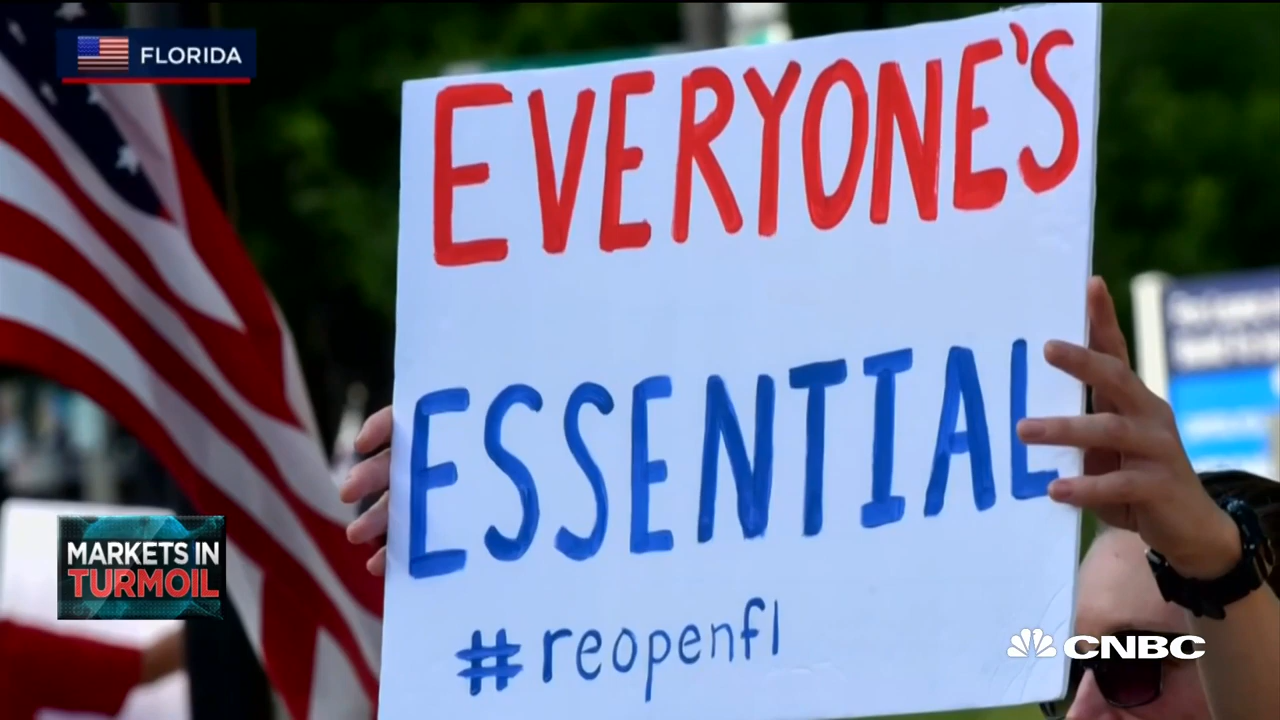 FLORIDA
EVERYONE'S
ESSENTIAL
#reopenfl
MARKETS IN
TURMOIL
CNBC